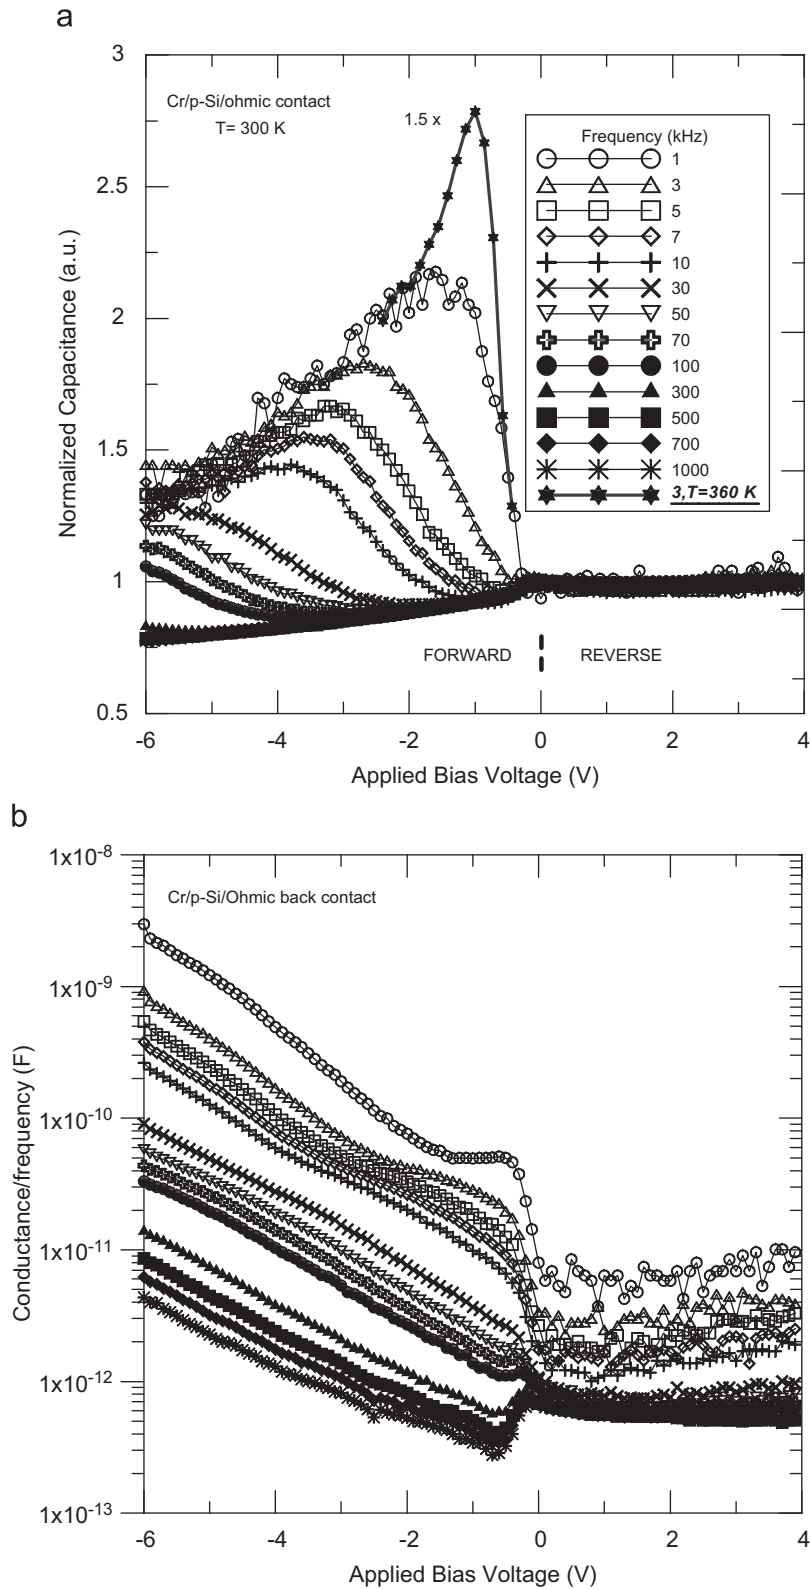 a
3
2.5
2
1.5
1
0.5
Normalized Capacitance (a.u.)
Cr/p-Si/ohmic contact
T= 300 K
1.5 x
Frequency (kHz)
1
3
5
7
10
30
50
70
100
300
500
700
1000
3,T=360 K
FORWARD
REVERSE
-6
-4
-2
0
2
4
Applied Bias Voltage (V)
b
1x10-8
1x10-9
1x10-10
1x10-11
1x10-12
1x10-13
Conductance/frequency (F)
Cr/p-Si/Ohmic back contact
-6
-4
-2
0
2
4
Applied Bias Voltage (V)